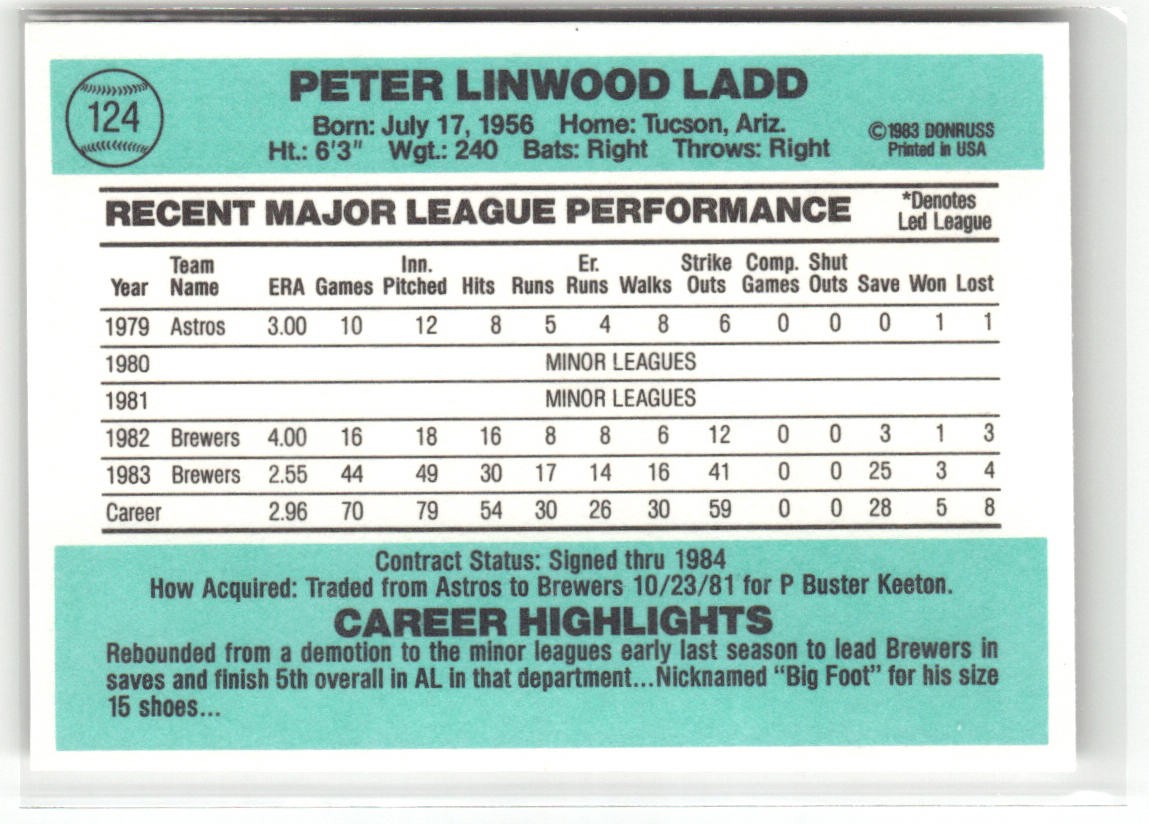 124
PETER LINWOOD LADD
Born: July 17, 1956 Home: Tucson, Ariz.
Ht.: 6'3" Wgt.: 240 Bats: Right Throws: Right
©1983 DONRUSS
Printed in USA
RECENT MAJOR LEAGUE PERFORMANCE
*Denotes
Led League
Team Inn. Er. Strike Comp. Shut
Year Name ERA Games Pitched Hits Runs Runs Walks Outs Games Outs Save Won Lost
1979 Astros 3.00 10 12 8 5 4 8 6 0 0 0 1 1
1980 MINOR LEAGUES
1981 MINOR LEAGUES
1982 Brewers 4.00 16 18 16 8 8 6 12 0 0 3 1 3
1983 Brewers 2.55 44 49 30 17 14 16 41 0 0 25 3 4
Career 2.96 70 79 54 30 26 30 59 0 0 28 5 8
Contract Status: Signed thru 1984
How Acquired: Traded from Astros to Brewers 10/23/81 for P Buster Keeton.
CAREER HIGHLIGHTS
Rebounded from a demotion to the minor leagues early last season to lead Brewers in
saves and finish 5th overall in AL in that department...Nicknamed "Big Foot" for his size
15 shoes...